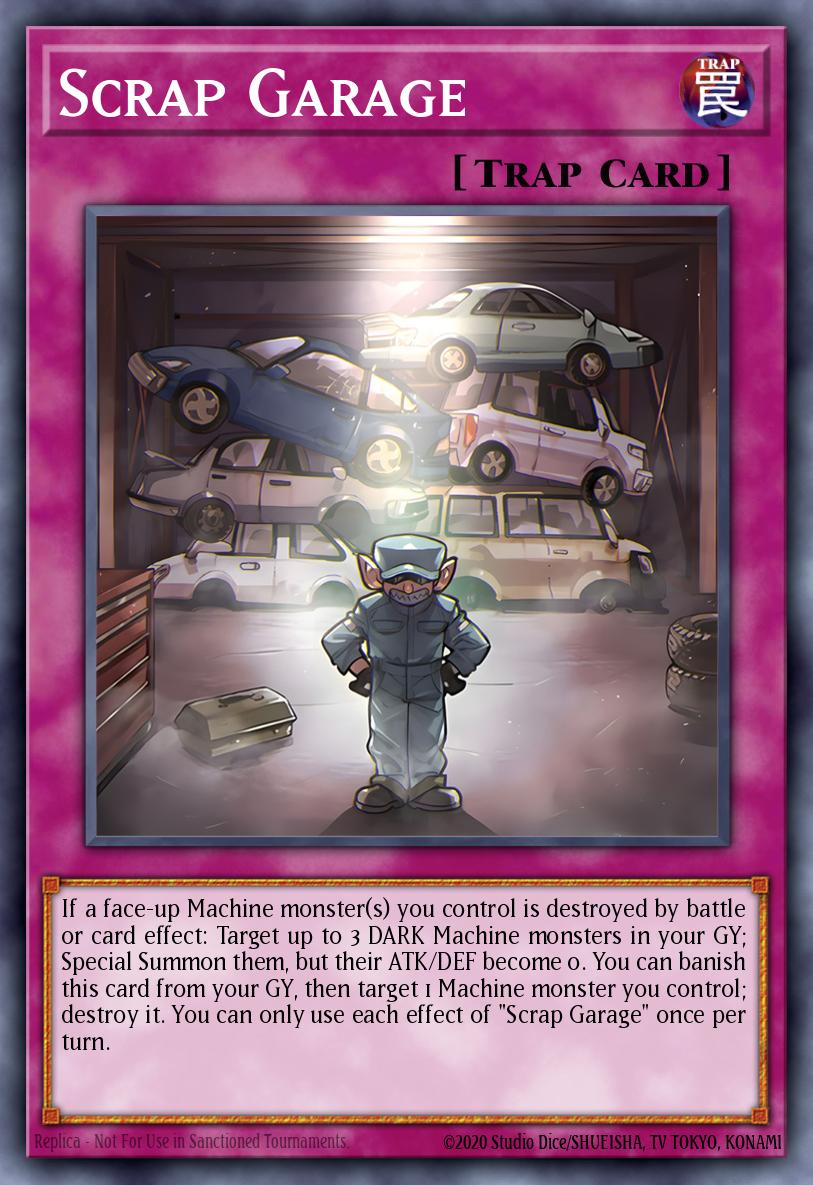 Scrap Garage
TRAP
罠
[Trap Card]
If a face-up Machine monster(s) you control is destroyed by battle
or card effect: Target up to 3 DARK Machine monsters in your GY;
Special Summon them, but their ATK/DEF become 0. You can banish
this card from your GY, then target 1 Machine monster you control;
destroy it. You can only use each effect of "Scrap Garage" once per
turn.
Replica - Not For Use in Sanctioned Tournaments.
©2020 Studio Dice/SHUEISHA, TV TOKYO, KONAMI